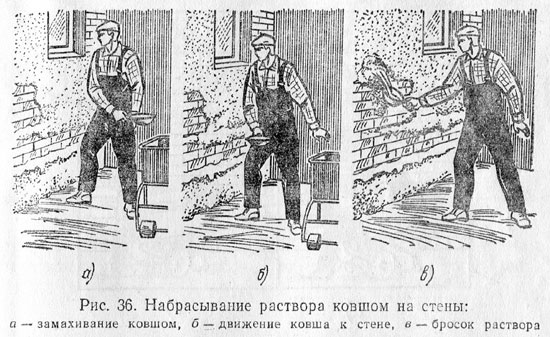 а) б) в)
Рис. 36. Набрасывание раствора ковшом на стены:
а — замахивание ковшом, б — движение ковша к стене, в — бросок раствора